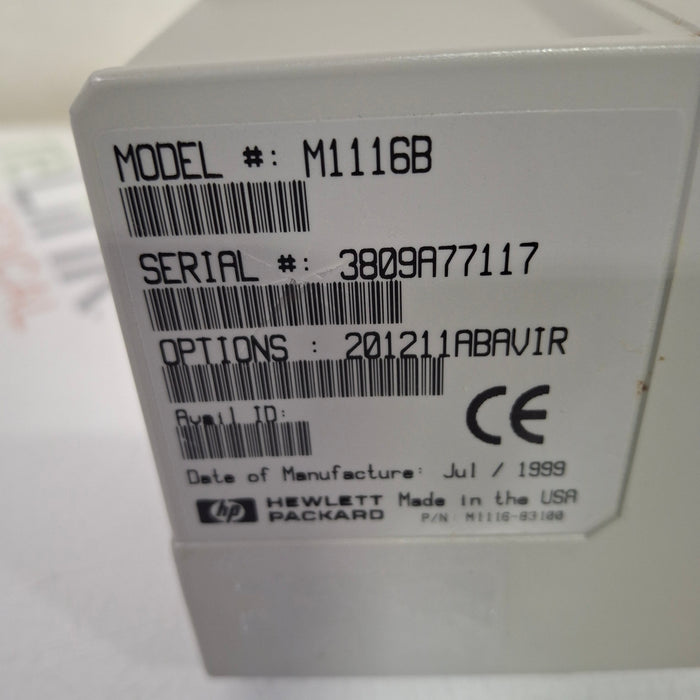 MODEL #: M1116B
SERIAL #: 3809A77117
OPTIONS : 201211ABAVIR
Avail ID:
Date of Manufacture: Jul / 1999
hp HEWLETT PACKARD Made in the USA
P/N: M1116-83100